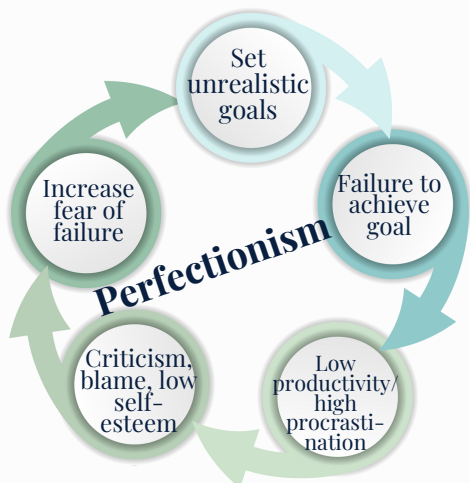 Set
unrealistic
goals
Failure to
achieve
goal
Low
productivity/
high
procrasti-
nation
Criticism,
blame, low
self-
esteem
Increase
fear of
failure
Perfectionism